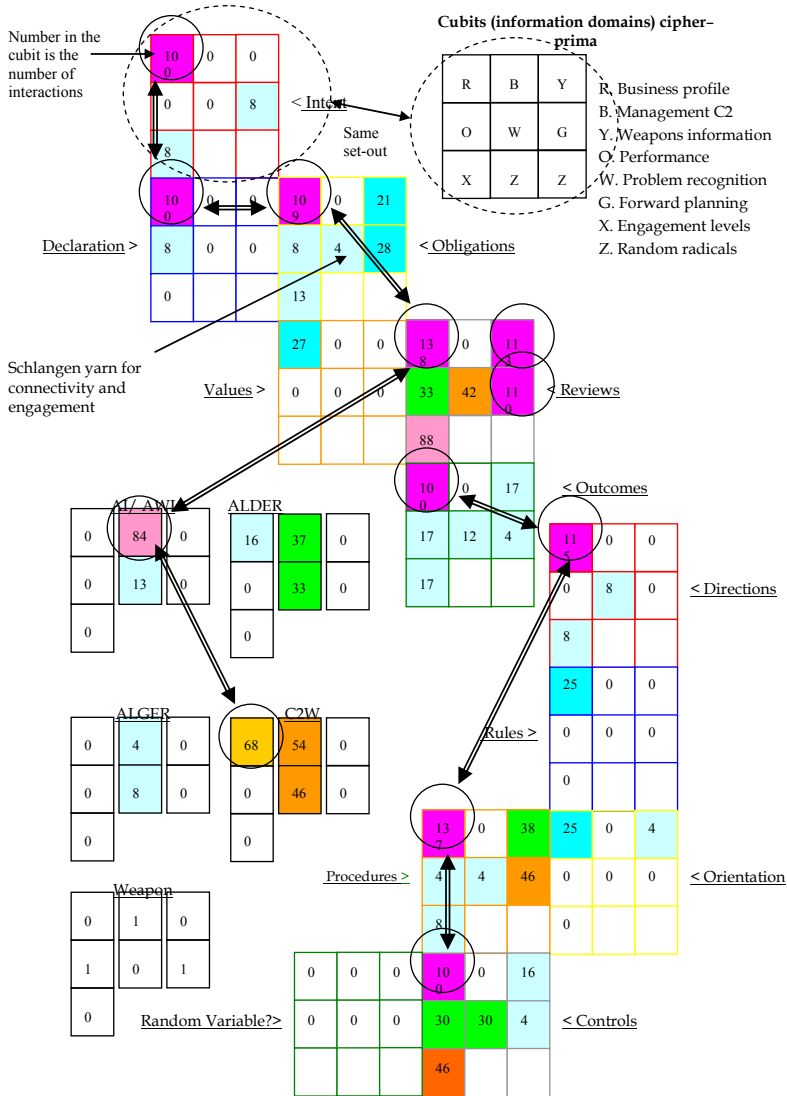 Cubits (information domains) cipher–
prima
Number in the
cubit is the
number of
interactions
10
0
0
0
0
0
8
8
< Intent
Same
set-out
R
B
Y
O
W
G
X
Z
Z
R. Business profile
B. Management C2
Y. Weapons information
O. Performance
W. Problem recognition
G. Forward planning
X. Engagement levels
Z. Random radicals
10
0
0
0
10
9
0
21
Declaration >
8
0
0
8
4
28
< Obligations
0
13
Schlangen yarn for
connectivity and
engagement
27
0
0
13
8
0
11
3
Values >
0
0
0
33
42
11
0
< Reviews
88
10
0
0
17
< Outcomes
17
12
4
17
AI/ AWI
0
84
0
0
13
0
0
ALDER
16
37
0
0
33
0
0
11
5
0
0
0
8
0
< Directions
8
25
0
0
Rules >
0
0
0
0
ALGER
0
4
0
0
8
0
0
C2W
68
54
0
0
46
0
0
13
7
0
38
25
0
4
Procedures >
4
4
46
0
0
0
< Orientation
8
0
Weapon
0
1
0
1
0
1
0
0
0
0
10
0
0
16
Random Variable?>
0
0
0
30
30
4
< Controls
46